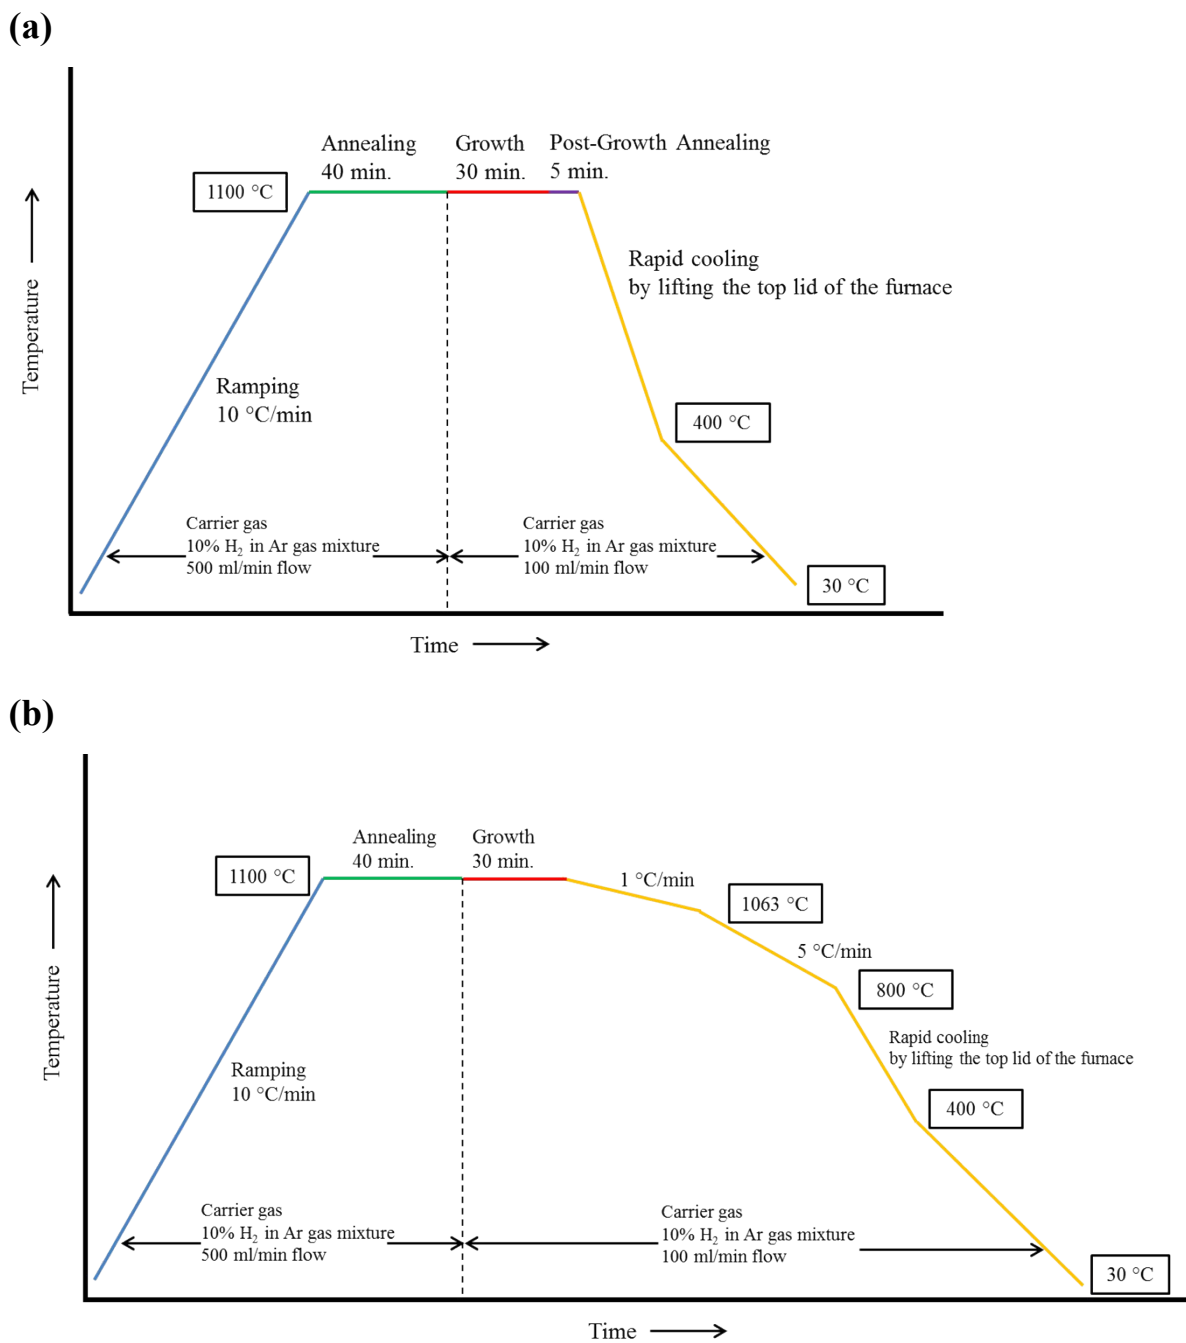 (a)
Annealing
40 min.
Growth
30 min.
Post-Growth Annealing
5 min.
1100 °C
Rapid cooling
by lifting the top lid of the furnace
Temperature
Ramping
10 °C/min
400 °C
Carrier gas
10% H₂ in Ar gas mixture
500 ml/min flow
Carrier gas
10% H₂ in Ar gas mixture
100 ml/min flow
30 °C
Time
(b)
Annealing
40 min.
Growth
30 min.
1100 °C
1 °C/min
1063 °C
5 °C/min
800 °C
Rapid cooling
by lifting the top lid of the furnace
Temperature
Ramping
10 °C/min
400 °C
Carrier gas
10% H₂ in Ar gas mixture
500 ml/min flow
Carrier gas
10% H₂ in Ar gas mixture
100 ml/min flow
30 °C
Time